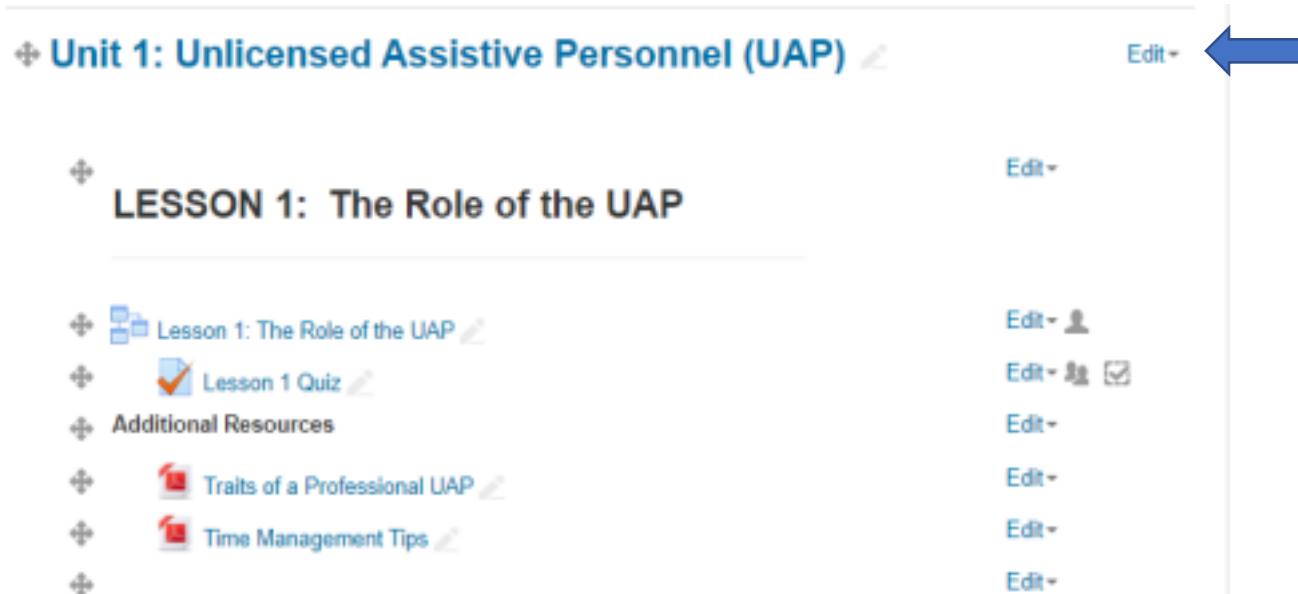 Unit 1: Unlicensed Assistive Personnel (UAP) Edit
Edit
LESSON 1: The Role of the UAP
Lesson 1: The Role of the UAP Edit
Lesson 1 Quiz Edit
Additional Resources Edit
Traits of a Professional UAP Edit
Time Management Tips Edit
Edit